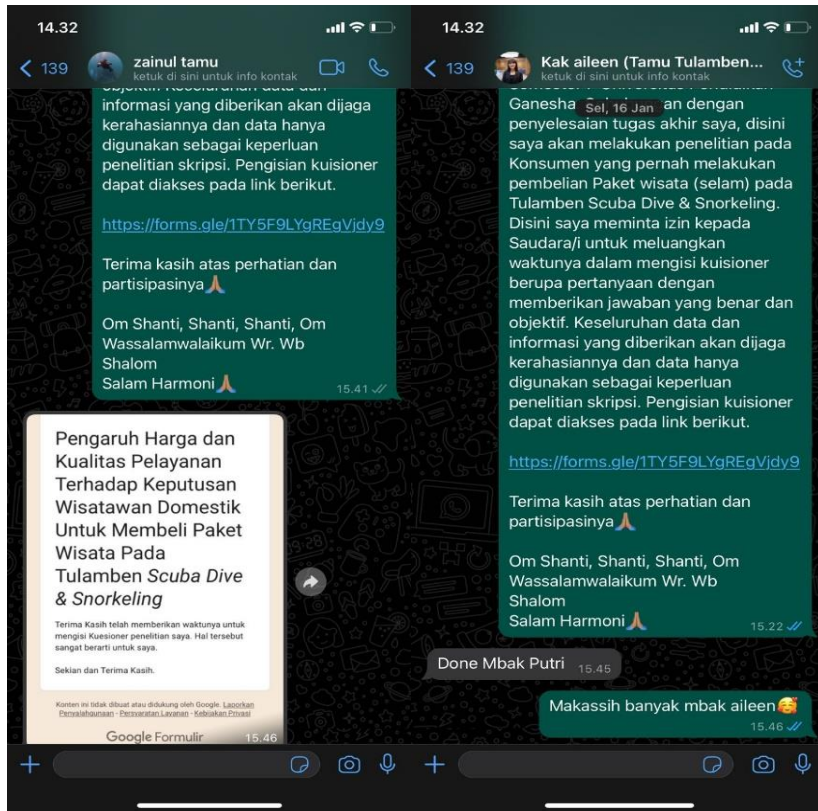 14.32
139
zainul tamu
ketuk di sini untuk info kontak
informasi yang diberikan akan dijaga
kerahasiannya dan data hanya
digunakan sebagai keperluan
penelitian skripsi. Pengisian kuisioner
dapat diakses pada link berikut.
https://forms.gle/1TY5F9LYgREgVjdy9
Terima kasih atas perhatian dan
partisipasinya🙏🏽
Om Shanti, Shanti, Shanti, Om
Wassalamwalaikum Wr. Wb
Shalom
Salam Harmoni🙏🏽
15.41
Pengaruh Harga dan
Kualitas Pelayanan
Terhadap Keputusan
Wisatawan Domestik
Untuk Membeli Paket
Wisata Pada
Tulamben Scuba Dive
& Snorkeling
Terima Kasih telah memberikan waktunya untuk
mengisi Kuesioner penelitian saya. Hal tersebut
sangat berarti untuk saya.
Sekian dan Terima Kasih.
Konten ini tidak dibuat atau didukung oleh Google. Laporkan
Penyalahgunaan - Persyaratan Layanan - Kebijakan Privasi
Google Formulir
15.46
14.32
139
Kak aileen (Tamu Tulamben...
ketuk di sini untuk info kontak
Sel, 16 Jan
Ganesha an dengan
penyelesaian tugas akhir saya, disini
saya akan melakukan penelitian pada
Konsumen yang pernah melakukan
pembelian Paket wisata (selam) pada
Tulamben Scuba Dive & Snorkeling.
Disini saya meminta izin kepada
Saudara/i untuk meluangkan
waktunya dalam mengisi kuisioner
berupa pertanyaan dengan
memberikan jawaban yang benar dan
objektif. Keseluruhan data dan
informasi yang diberikan akan dijaga
kerahasiannya dan data hanya
digunakan sebagai keperluan
penelitian skripsi. Pengisian kuisioner
dapat diakses pada link berikut.
https://forms.gle/1TY5F9LYgREgVjdy9
Terima kasih atas perhatian dan
partisipasinya🙏🏽
Om Shanti, Shanti, Shanti, Om
Wassalamwalaikum Wr. Wb
Shalom
Salam Harmoni🙏🏽
15.22
Done Mbak Putri 15.45
Makassih banyak mbak aileen🥰
15.46